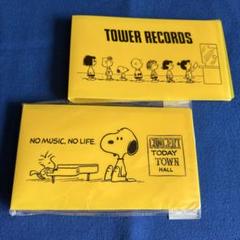 TOWER RECORDS
NO MUSIC, NO LIFE.
CONCERT
TODAY
TOWN
HALL